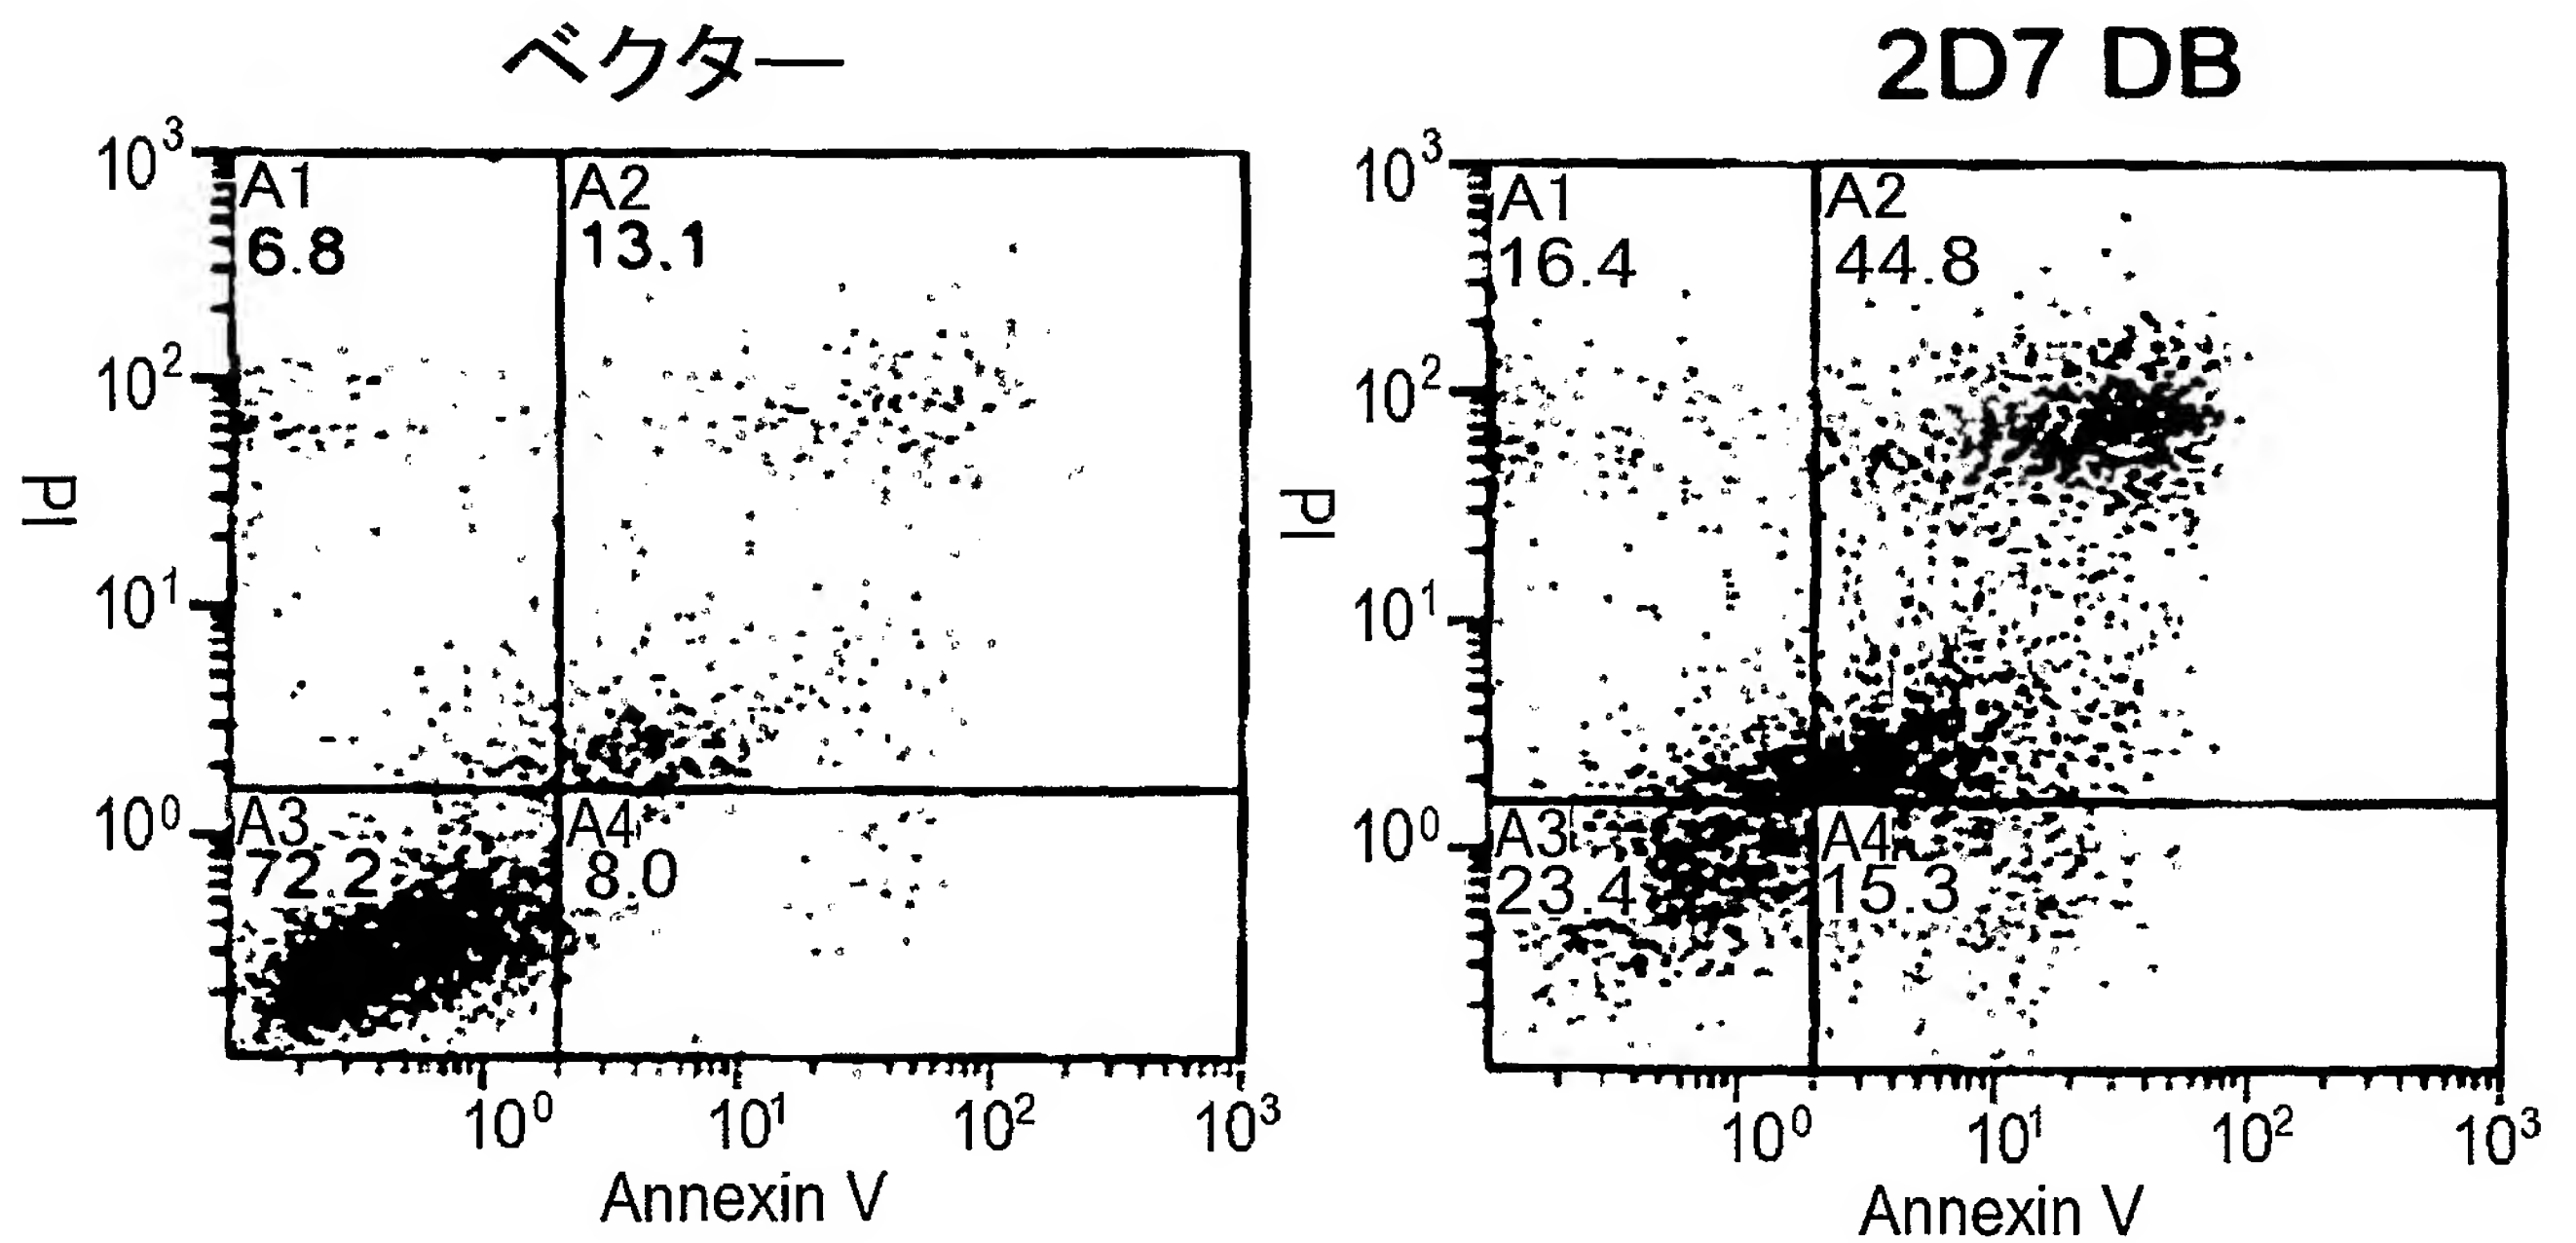 ベクター
10³
A1
6.8
A2
13.1
10²
PI
10¹
10⁰
A3
72.2
A4
8.0
10⁰ 10¹ 10² 10³
Annexin V
2D7 DB
10³
A1
16.4
A2
44.8
10²
PI
10¹
10⁰
A3
23.4
A4
15.3
10⁰ 10¹ 10² 10³
Annexin V